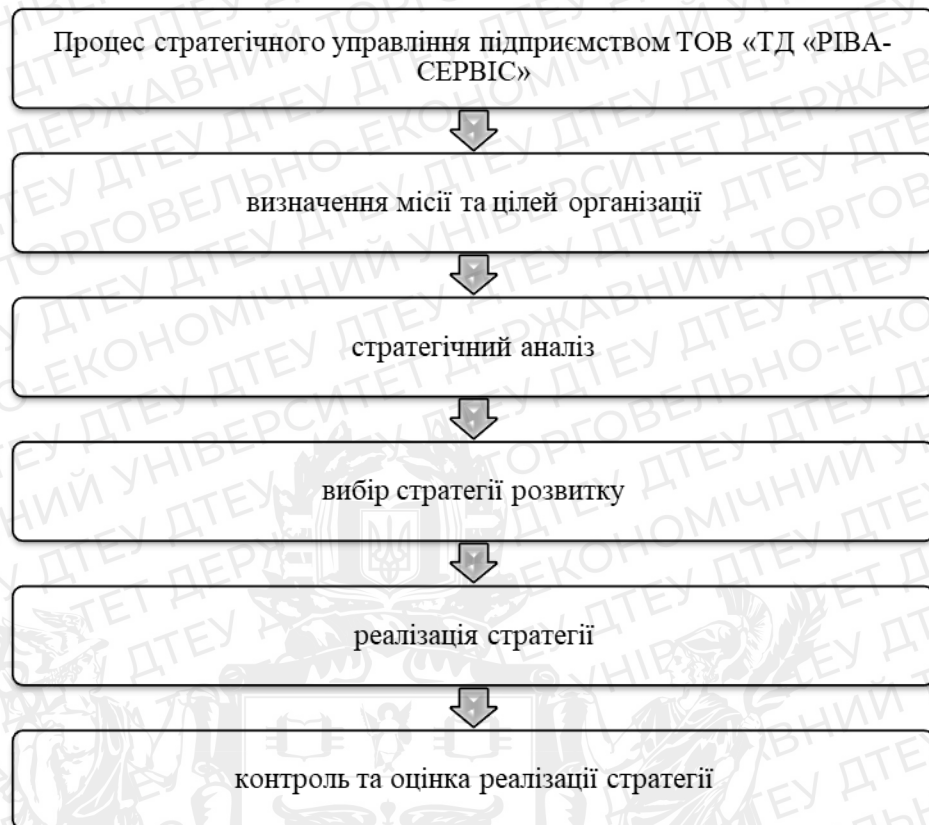 Процес стратегічного управління підприємством ТОВ «ТД «РІВА-
СЕРВІС»
визначення місії та цілей організації
стратегічний аналіз
вибір стратегії розвитку
реалізація стратегії
контроль та оцінка реалізації стратегії